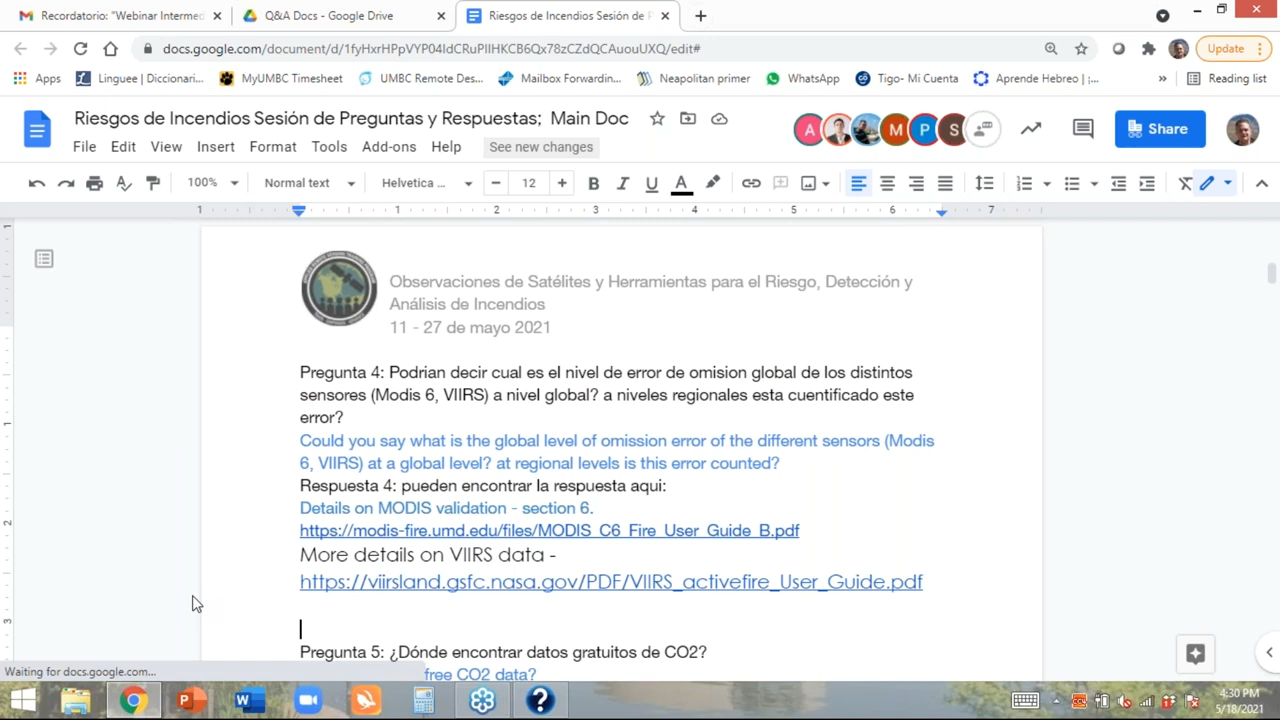 Recordatorio: "Webinar Intermed
Q&A Docs - Google Drive
Riesgos de Incendios Sesión de P
docs.google.com/document/d/1fyHxrHPpVYP04IdCRuPIIHKCB6Qx78zCZdQCAuouUXQ/edit#
Update
Apps
Linguee | Diccionari...
MyUMBC Timesheet
UMBC Remote Des...
Mailbox Forwardin...
Neapolitan primer
WhatsApp
Tigo- Mi Cuenta
Aprende Hebreo | ¡...
»
Reading list
Riesgos de Incendios Sesión de Preguntas y Respuestas; Main Doc
A
M
P
S
Share
File Edit View Insert Format Tools Add-ons Help See new changes
100% Normal text Helvetica ... 12 B I U A
1 1 2 3 4 5 6 7
Observaciones de Satélites y Herramientas para el Riesgo, Detección y
Análisis de Incendios
11 - 27 de mayo 2021
Pregunta 4: Podrian decir cual es el nivel de error de omision global de los distintos
sensores (Modis 6, VIIRS) a nivel global? a niveles regionales esta cuentificado este
error?
Could you say what is the global level of omission error of the different sensors (Modis
6, VIIRS) at a global level? at regional levels is this error counted?
Respuesta 4: pueden encontrar la respuesta aqui:
Details on MODIS validation - section 6.
https://modis-fire.umd.edu/files/MODIS_C6_Fire_User_Guide_B.pdf
More details on VIIRS data -
https://viirsland.gsfc.nasa.gov/PDF/VIIRS_activefire_User_Guide.pdf
Pregunta 5: ¿Dónde encontrar datos gratuitos de CO2?
free CO2 data?
Waiting for docs.google.com...
4:30 PM
5/18/2021